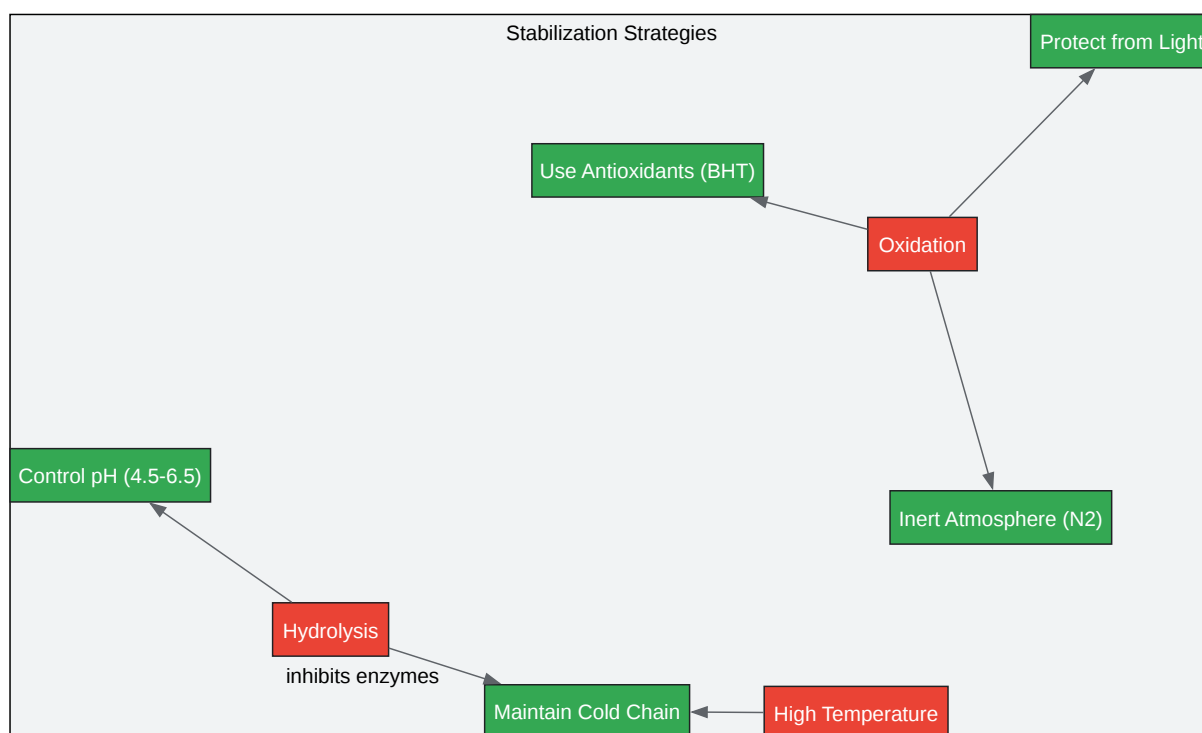 Stabilization Strategies
Protect from Light
Use Antioxidants (BHT)
Oxidation
Control pH (4.5-6.5)
Inert Atmosphere (N2)
Hydrolysis
inhibits enzymes
Maintain Cold Chain
High Temperature